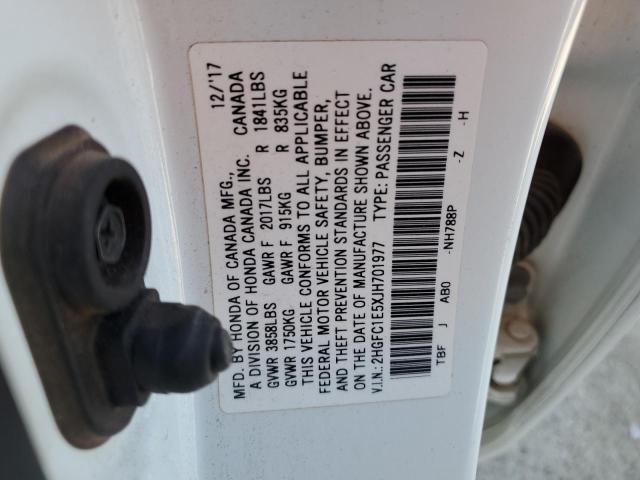 MFD. BY HONDA OF CANADA MFG., 12/'17
A DIVISION OF HONDA CANADA INC. CANADA
GVWR 3858LBS GAWR F 2017LBS R 1841LBS
GVWR 1750KG GAWR F 915KG R 835KG
THIS VEHICLE CONFORMS TO ALL APPLICABLE
FEDERAL MOTOR VEHICLE SAFETY, BUMPER,
AND THEFT PREVENTION STANDARDS IN EFFECT
ON THE DATE OF MANUFACTURE SHOWN ABOVE.
V.I.N.: 2HGFC1E5XJH701977 TYPE: PASSENGER CAR
TBF J AB0 -NH788P -Z -H